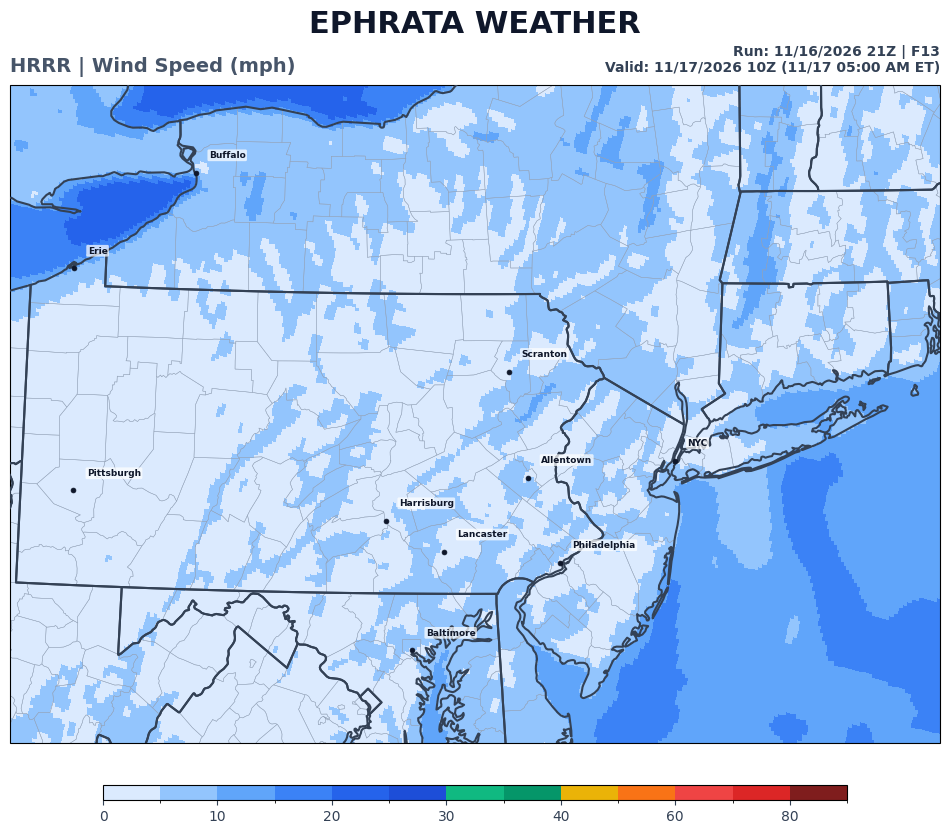 EPHRATA WEATHER
HRRR | Wind Speed (mph)
Run: 11/16/2026 21Z | F13
Valid: 11/17/2026 10Z (11/17 05:00 AM ET)
Buffalo
Erie
Scranton
NYC
Allentown
Pittsburgh
Harrisburg
Lancaster
Philadelphia
Baltimore
0 10 20 30 40 50 60 70 80